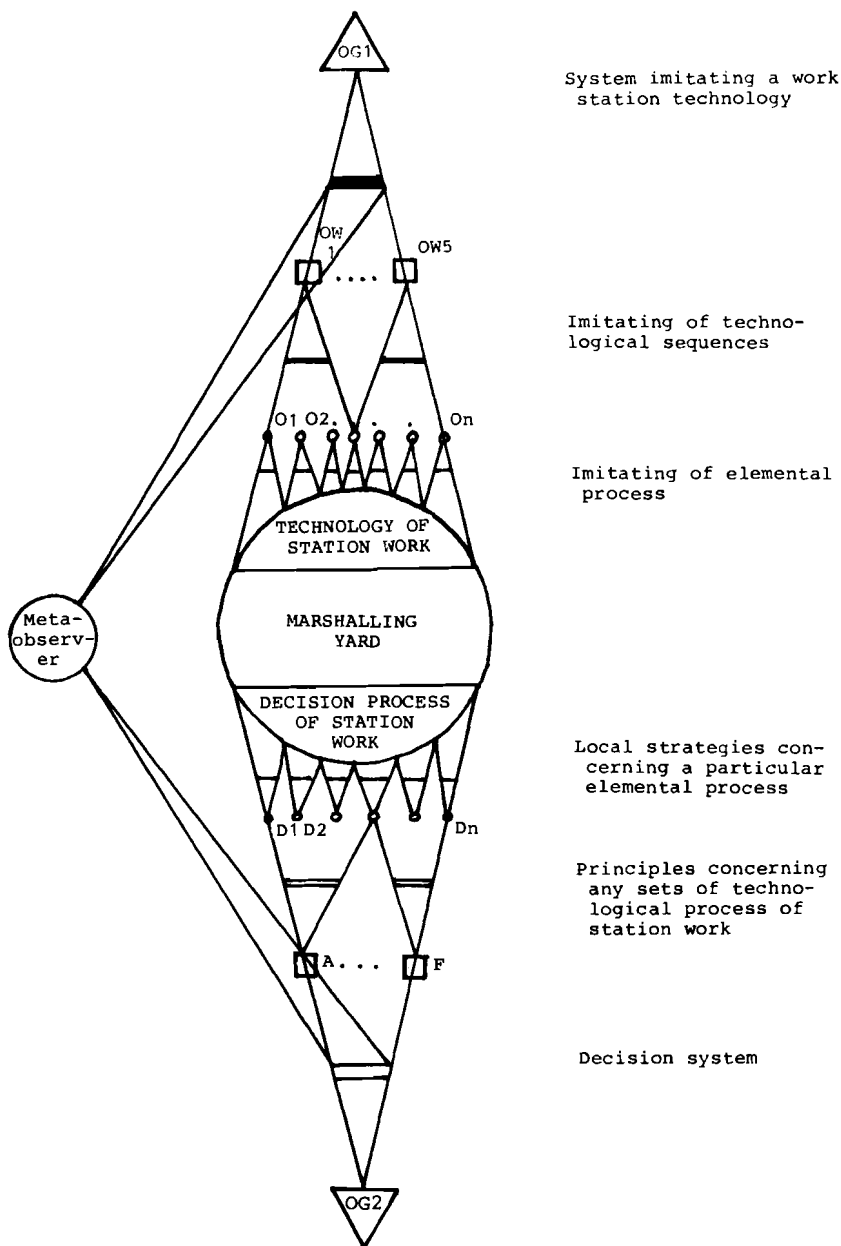 OG1
System imitating a work
station technology
OW
1
OW5
....
Imitating of techno-
logical sequences
O1 O2. . . . On
Imitating of elemental
process
TECHNOLOGY OF
STATION WORK
MARSHALLING
YARD
Meta-
observ-
er
DECISION PROCESS
OF STATION
WORK
Local strategies con-
cerning a particular
elemental process
D1 D2 Dn
Principles concerning
any sets of techno-
logical process of
station work
A. . . F
Decision system
OG2